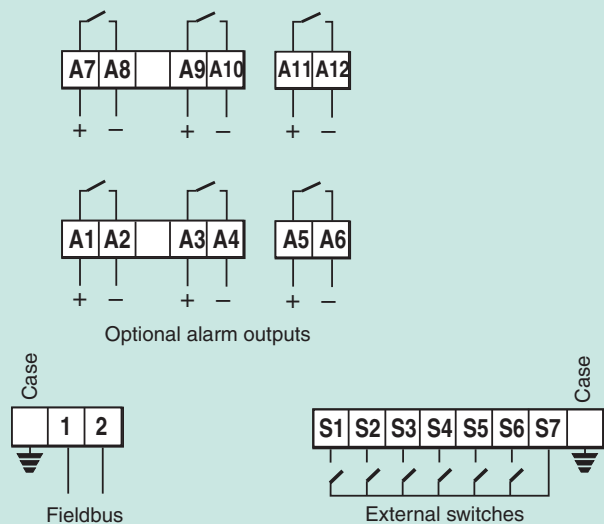 A7 A8 A9 A10 A11 A12
+ − + − + −
A1 A2 A3 A4 A5 A6
+ − + − + −
Optional alarm outputs
Case
1 2
Fieldbus
Case
S1 S2 S3 S4 S5 S6 S7
External switches